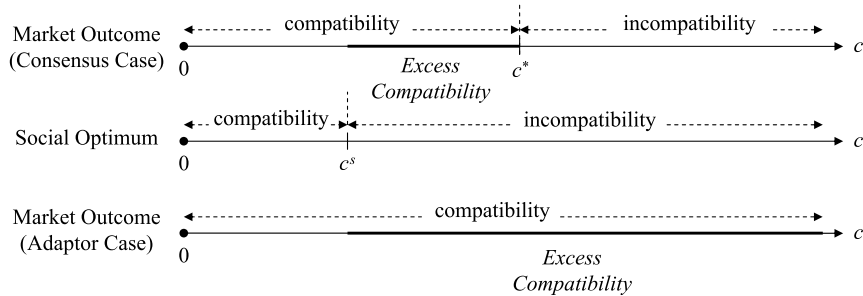 compatibility incompatibility
Market Outcome
(Consensus Case)
0 c* c
Excess
Compatibility
compatibility incompatibility
Social Optimum
0 cˢ c
compatibility
Market Outcome
(Adaptor Case)
0 c
Excess
Compatibility